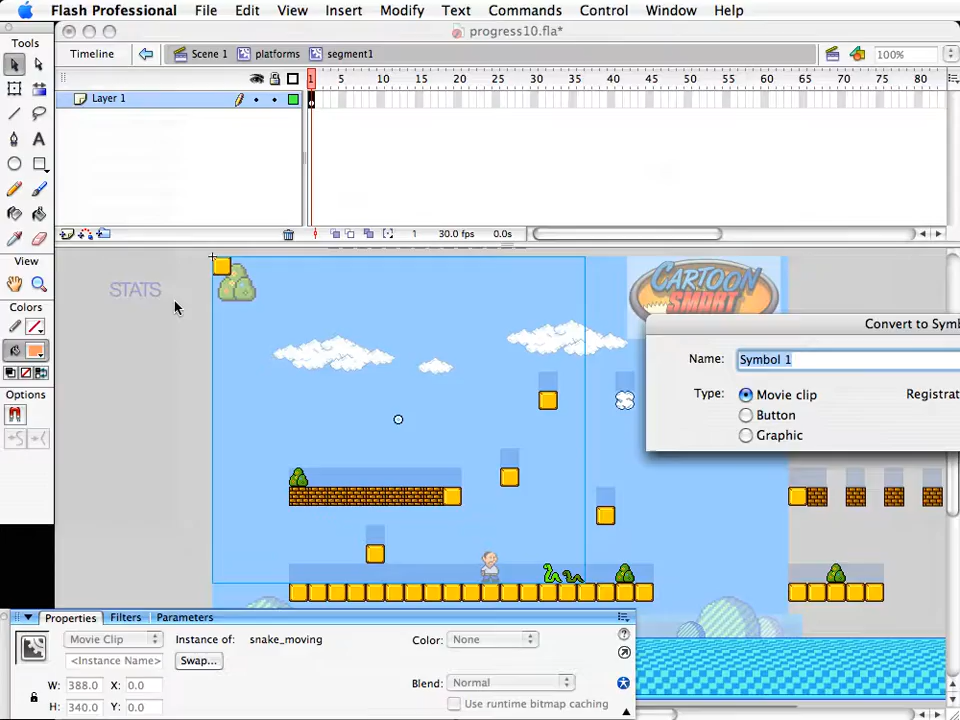 Flash Professional File Edit View Insert Modify Text Commands Control Window Help
progress10.fla*
Tools
Timeline Scene 1 platforms segment1 100%
1 5 10 15 20 25 30 35 40 45 50 55 60 65 70 75 80
Layer 1
1 30.0 fps 0.0s
View
Colors
Options
STATS
CARTOON
SMART
Convert to Symb
Name: Symbol 1
Type: Movie clip Registrat
Button
Graphic
Properties Filters Parameters
Movie Clip Instance of: snake_moving Color: None
<Instance Name> Swap...
W: 388.0 X: 0.0 Blend: Normal
H: 340.0 Y: 0.0 Use runtime bitmap caching